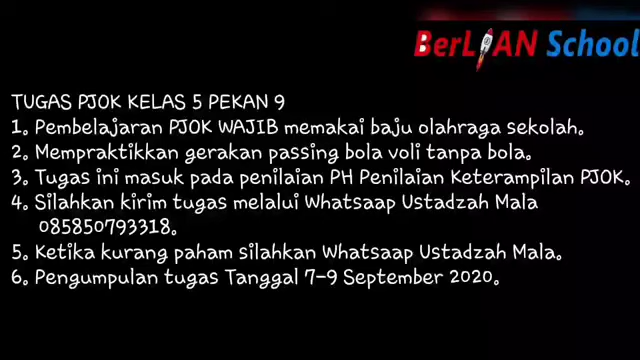 BerLIAN School
TUGAS PJOK KELAS 5 PEKAN 9
1. Pembelajaran PJOK WAJIB memakai baju olahraga sekolah.
2. Mempraktikkan gerakan passing bola voli tanpa bola.
3. Tugas ini masuk pada penilaian PH Penilaian Keterampilan PJOK.
4. Silahkan kirim tugas melalui Whatsaap Ustadzah Mala
085850793318.
5. Ketika kurang paham silahkan Whatsaap Ustadzah Mala.
6. Pengumpulan tugas Tanggal 7-9 September 2020.